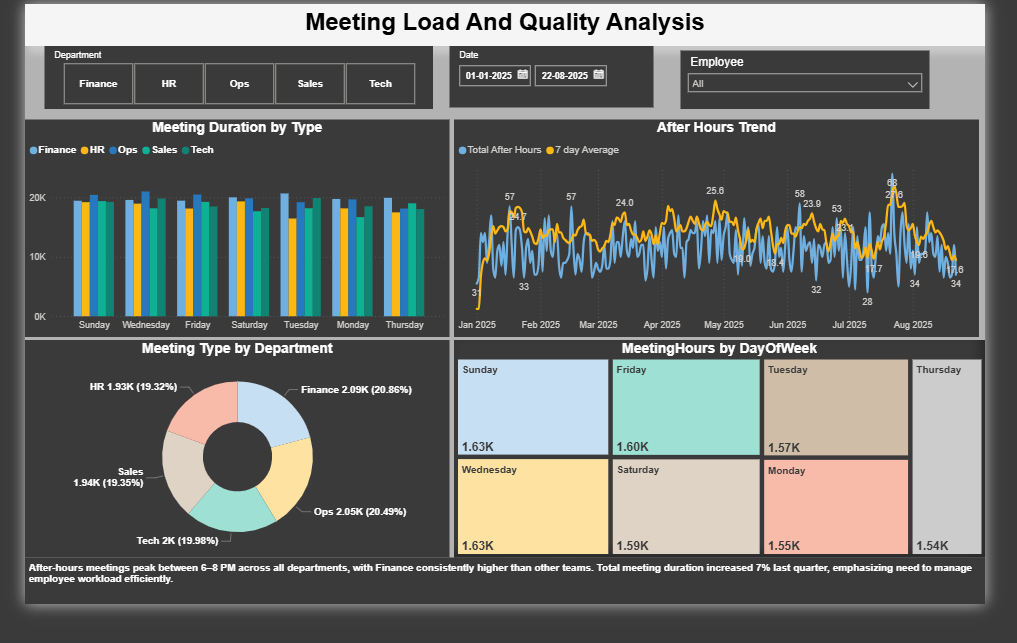 Meeting Load And Quality Analysis
Department
Finance HR Ops Sales Tech
Date
01-01-2025 22-08-2025
Employee
All
Meeting Duration by Type
Finance HR Ops Sales Tech
20K
10K
0K
Sunday Wednesday Friday Saturday Tuesday Monday Thursday
After Hours Trend
Total After Hours 7 day Average
57 57 24.0 25.6 58 23.9 53 68
31 33 19.0 18.4 32 28 17.7 34 19.6 17.6 34
Jan 2025 Feb 2025 Mar 2025 Apr 2025 May 2025 Jun 2025 Jul 2025 Aug 2025
Meeting Type by Department
HR 1.93K (19.32%)
Finance 2.09K (20.86%)
Sales
1.94K (19.35%)
Ops 2.05K (20.49%)
Tech 2K (19.98%)
MeetingHours by DayOfWeek
Sunday
1.63K
Friday
1.60K
Tuesday
1.57K
Thursday
1.54K
Wednesday
1.63K
Saturday
1.59K
Monday
1.55K
After-hours meetings peak between 6–8 PM across all departments, with Finance consistently higher than other teams. Total meeting duration increased 7% last quarter, emphasizing need to manage
employee workload efficiently.